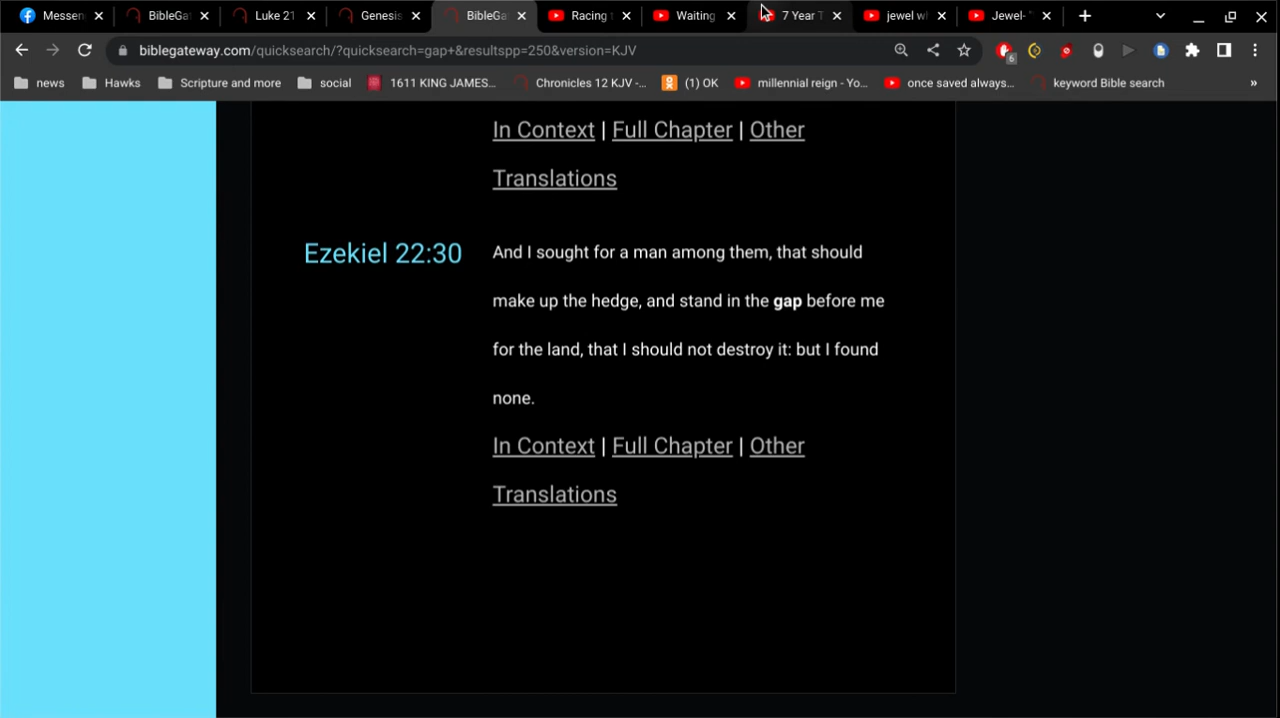 Messen BibleGa Luke 21 Genesis BibleGa Racing t Waiting 7 Year T jewel wh Jewel- "
biblegateway.com/quicksearch/?quicksearch=gap+&resultspp=250&version=KJV 6
news Hawks Scripture and more social 1611 KING JAMES... Chronicles 12 KJV -... (1) OK millennial reign - Yo... once saved always... keyword Bible search »
In Context | Full Chapter | Other
Translations
Ezekiel 22:30 And I sought for a man among them, that should
make up the hedge, and stand in the gap before me
for the land, that I should not destroy it: but I found
none.
In Context | Full Chapter | Other
Translations